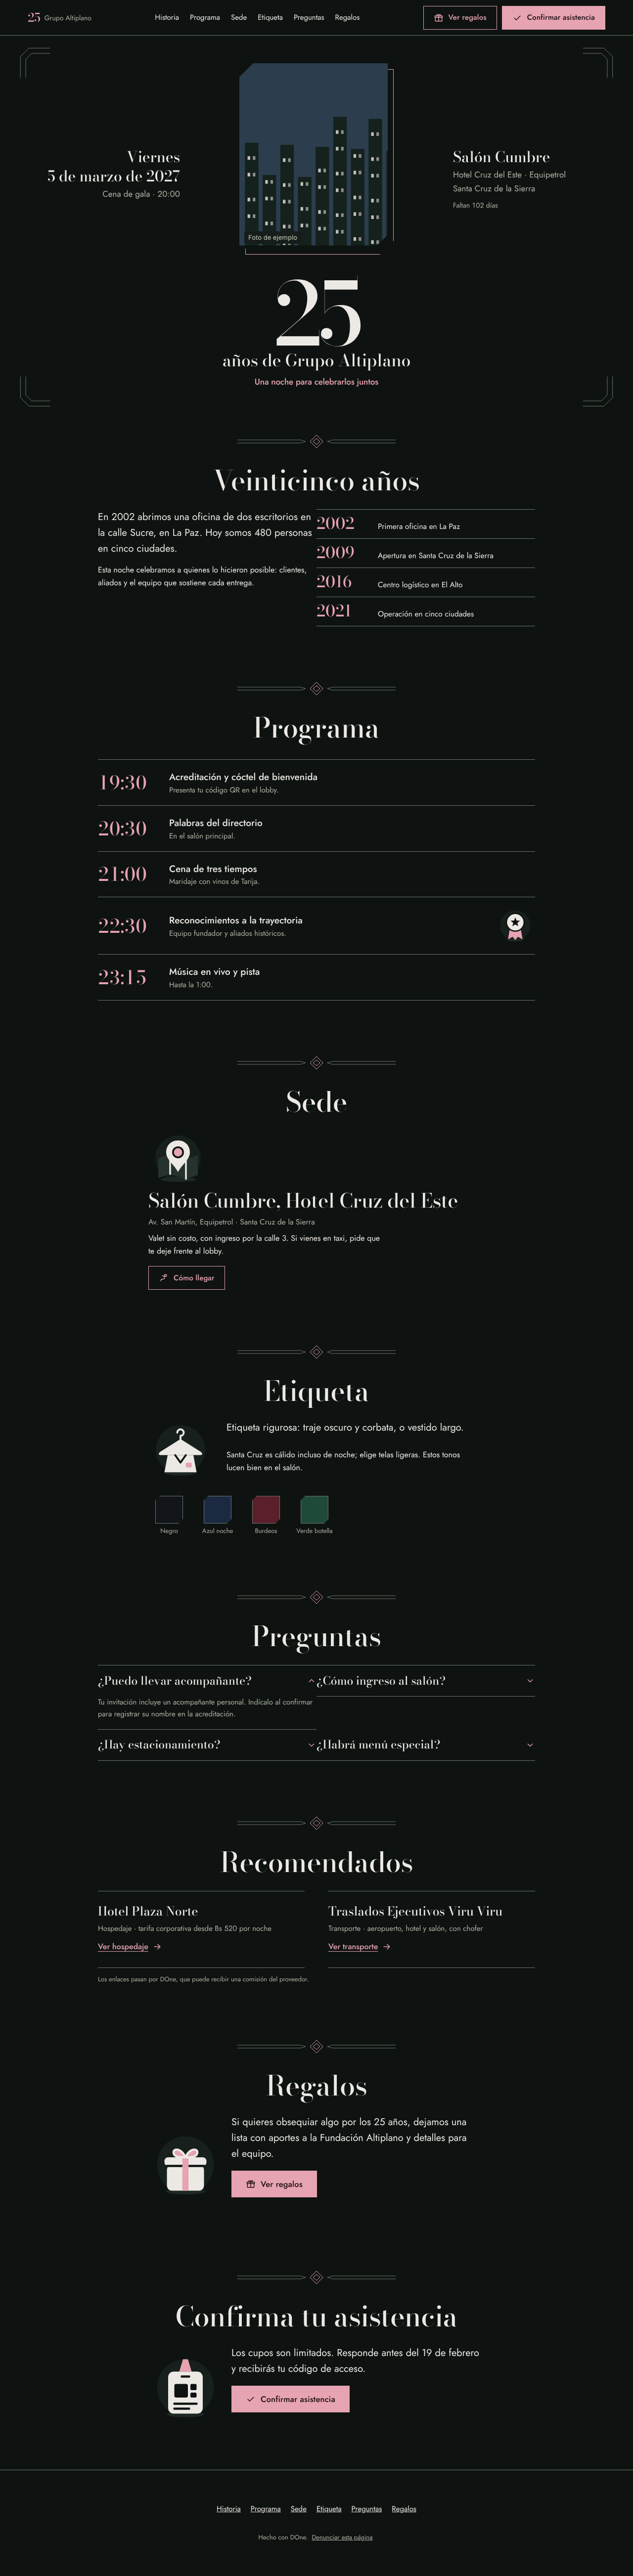 25 Grupo Altiplano
Historia Programa Sede Etiqueta Preguntas Regalos
Ver regalos
Confirmar asistencia
Viernes
5 de marzo de 2027
Cena de gala · 20:00
Foto de ejemplo
Salón Cumbre
Hotel Cruz del Este · Equipetrol
Santa Cruz de la Sierra
Faltan 102 días
25
años de Grupo Altiplano
Una noche para celebrarlos juntos
Veinticinco años
En 2002 abrimos una oficina de dos escritorios en
la calle Sucre, en La Paz. Hoy somos 480 personas
en cinco ciudades.
Esta noche celebramos a quienes lo hicieron posible: clientes,
aliados y el equipo que sostiene cada entrega.
2002 Primera oficina en La Paz
2009 Apertura en Santa Cruz de la Sierra
2016 Centro logístico en El Alto
2021 Operación en cinco ciudades
Programa
19:30 Acreditación y cóctel de bienvenida
Presenta tu código QR en el lobby.
20:30 Palabras del directorio
En el salón principal.
21:00 Cena de tres tiempos
Maridaje con vinos de Tarija.
22:30 Reconocimientos a la trayectoria
Equipo fundador y aliados históricos.
23:15 Música en vivo y pista
Hasta la 1:00.
Sede
Salón Cumbre, Hotel Cruz del Este
Av. San Martín, Equipetrol · Santa Cruz de la Sierra
Valet sin costo, con ingreso por la calle 3. Si vienes en taxi, pide que
te deje frente al lobby.
Cómo llegar
Etiqueta
Etiqueta rigurosa: traje oscuro y corbata, o vestido largo.
Santa Cruz es cálido incluso de noche; elige telas ligeras. Estos tonos
lucen bien en el salón.
Negro Azul noche Burdeos Verde botella
Preguntas
¿Puedo llevar acompañante?
Tu invitación incluye un acompañante personal. Indícalo al confirmar
para registrar su nombre en la acreditación.
¿Cómo ingreso al salón?
¿Hay estacionamiento?
¿Habrá menú especial?
Recomendados
Hotel Plaza Norte
Hospedaje · tarifa corporativa desde Bs 520 por noche
Ver hospedaje
Traslados Ejecutivos Viru Viru
Transporte · aeropuerto, hotel y salón, con chofer
Ver transporte
Los enlaces pasan por DOne, que puede recibir una comisión del proveedor.
Regalos
Si quieres obsequiar algo por los 25 años, dejamos una
lista con aportes a la Fundación Altiplano y detalles para
el equipo.
Ver regalos
Confirma tu asistencia
Los cupos son limitados. Responde antes del 19 de febrero
y recibirás tu código de acceso.
Confirmar asistencia
Historia Programa Sede Etiqueta Preguntas Regalos
Hecho con DOne. Denunciar esta página